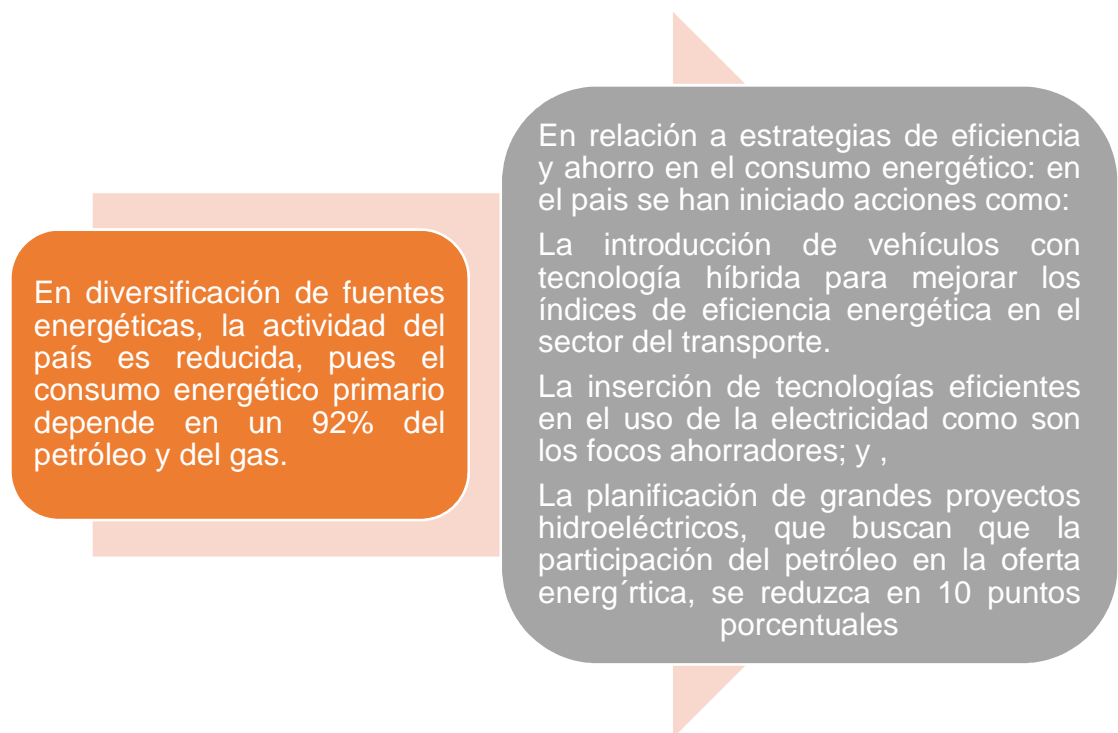 En diversificación de fuentes
energéticas, la actividad del
país es reducida, pues el
consumo energético primario
depende en un 92% del
petróleo y del gas.
En relación a estrategias de eficiencia
y ahorro en el consumo energético: en
el pais se han iniciado acciones como:
La introducción de vehículos con
tecnología híbrida para mejorar los
índices de eficiencia energética en el
sector del transporte.
La inserción de tecnologías eficientes
en el uso de la electricidad como son
los focos ahorradores; y ,
La planificación de grandes proyectos
hidroeléctricos, que buscan que la
participación del petróleo en la oferta
energ´rtica, se reduzca en 10 puntos
porcentuales